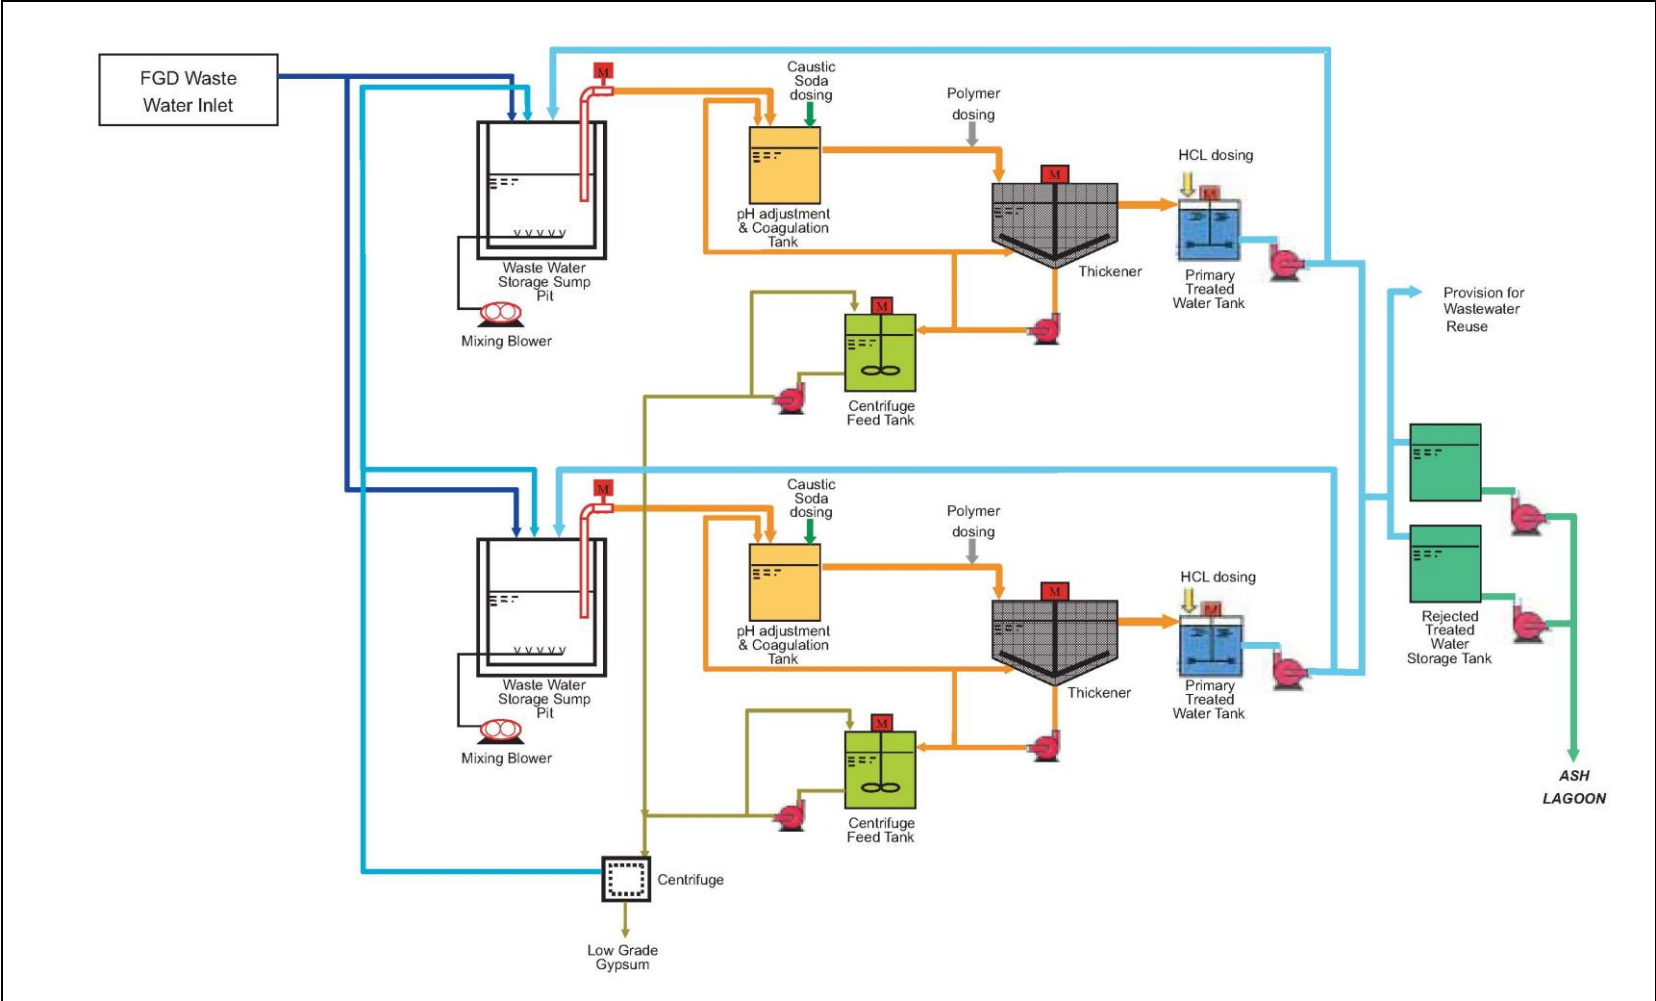 FGD Waste
Water Inlet
M
Caustic
Soda
dosing
Polymer
dosing
HCL dosing
M
M
pH adjustment
& Coagulation
Tank
Waste Water
Storage Sump
Pit
Thickener
Primary
Treated
Water Tank
Mixing Blower
M
Centrifuge
Feed Tank
Provision for
Wastewater
Reuse
M
Caustic
Soda
dosing
Polymer
dosing
HCL dosing
M
M
pH adjustment
& Coagulation
Tank
Waste Water
Storage Sump
Pit
Thickener
Primary
Treated
Water Tank
Mixing Blower
M
Centrifuge
Feed Tank
Rejected
Treated
Water
Storage Tank
ASH
LAGOON
Centrifuge
Low Grade
Gypsum